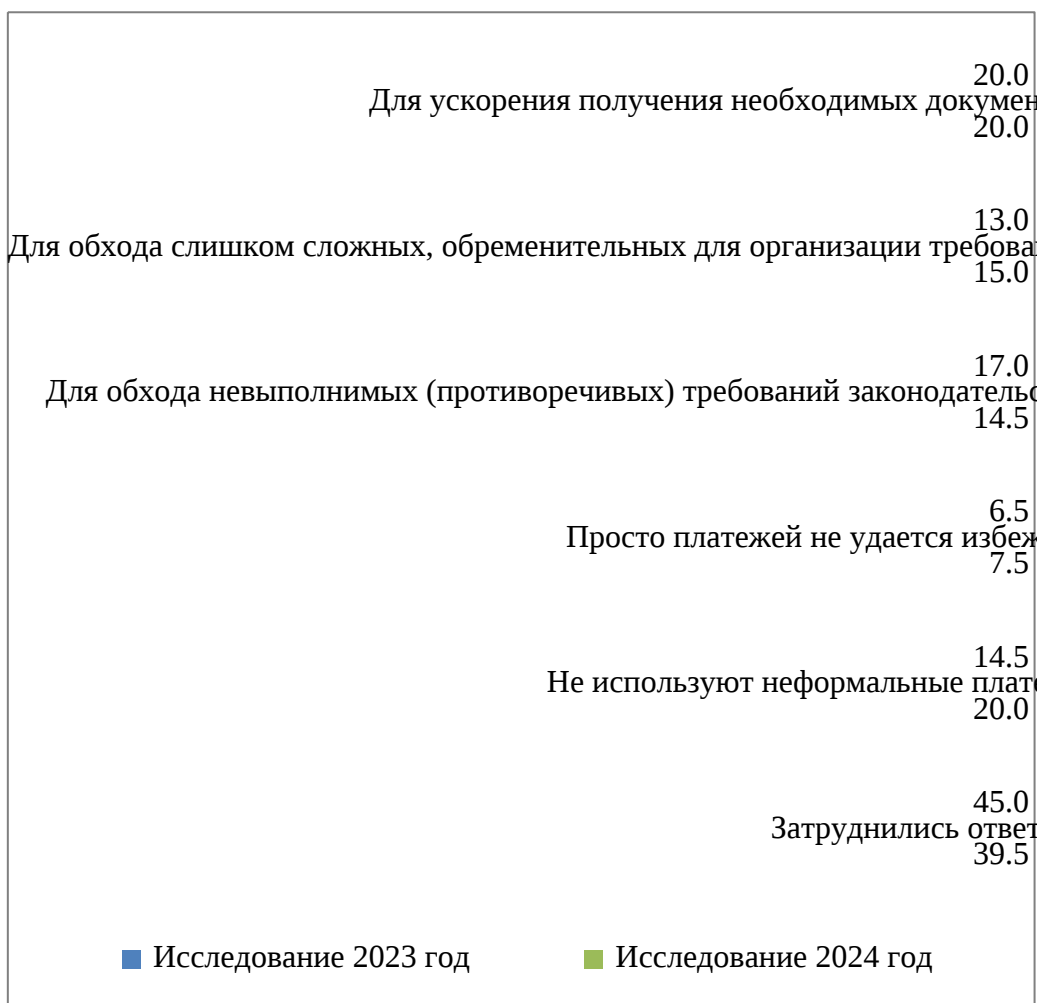 20.0
Для ускорения получения необходимых докумен
20.0
13.0
Для обхода слишком сложных, обременительных для организации требова
15.0
17.0
Для обхода невыполнимых (противоречивых) требований законодательс
14.5
6.5
Просто платежей не удается избеж
7.5
14.5
Не используют неформальные плате
20.0
45.0
Затруднились ответ
39.5
Исследование 2023 год
Исследование 2024 год